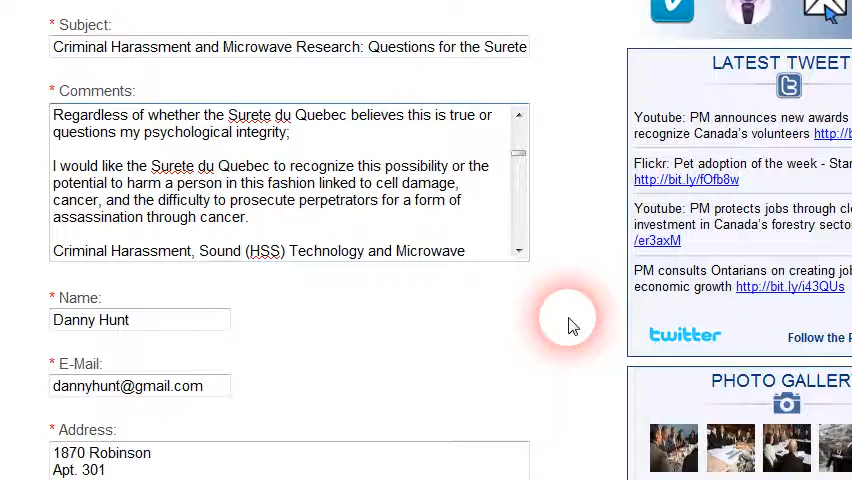 * Subject:
Criminal Harassment and Microwave Research: Questions for the Surete
* Comments:
Regardless of whether the Surete du Quebec believes this is true or
questions my psychological integrity;
I would like the Surete du Quebec to recognize this possibility or the
potential to harm a person in this fashion linked to cell damage,
cancer, and the difficulty to prosecute perpetrators for a form of
assassination through cancer.
Criminal Harassment, Sound (HSS) Technology and Microwave
* Name:
Danny Hunt
* E-Mail:
dannyhunt@gmail.com
* Address:
1870 Robinson
Apt. 301
LATEST TWEET
Youtube: PM announces new awards
recognize Canada's volunteers http://b
Flickr: Pet adoption of the week - Star
http://bit.ly/fOfb8w
Youtube: PM protects jobs through cl
investment in Canada's forestry secto
/er3axM
PM consults Ontarians on creating jo
economic growth http://bit.ly/i43QUs
twitter
Follow the P
PHOTO GALLER